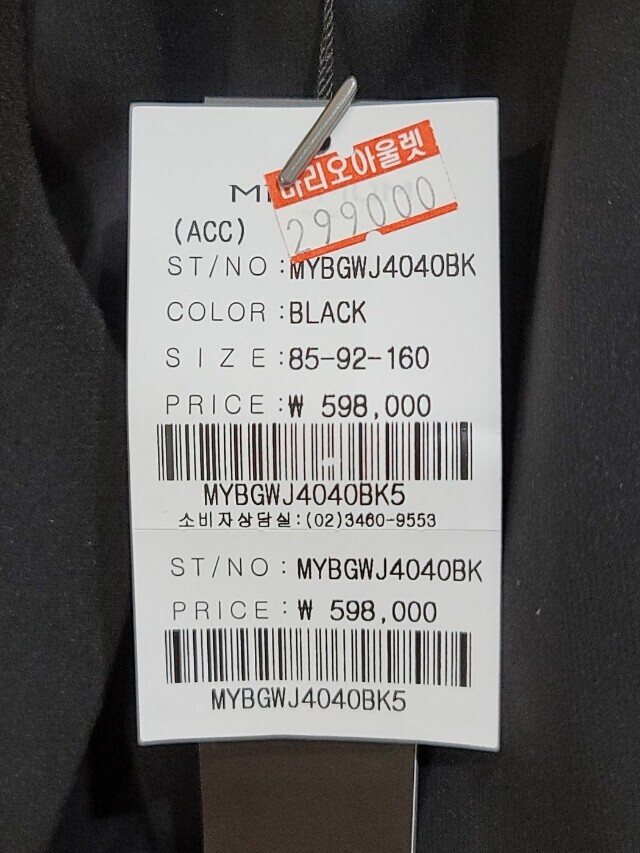 마리오아울렛
299000
(ACC)
ST/NO :MYBGWJ4040BK
COLOR :BLACK
SIZE :85-92-160
PRICE :₩ 598,000
MYBGWJ4040BK5
소비자상담실:(02)3460-9553
ST/NO : MYBGWJ4040BK
PRICE :₩ 598,000
MYBGWJ4040BK5